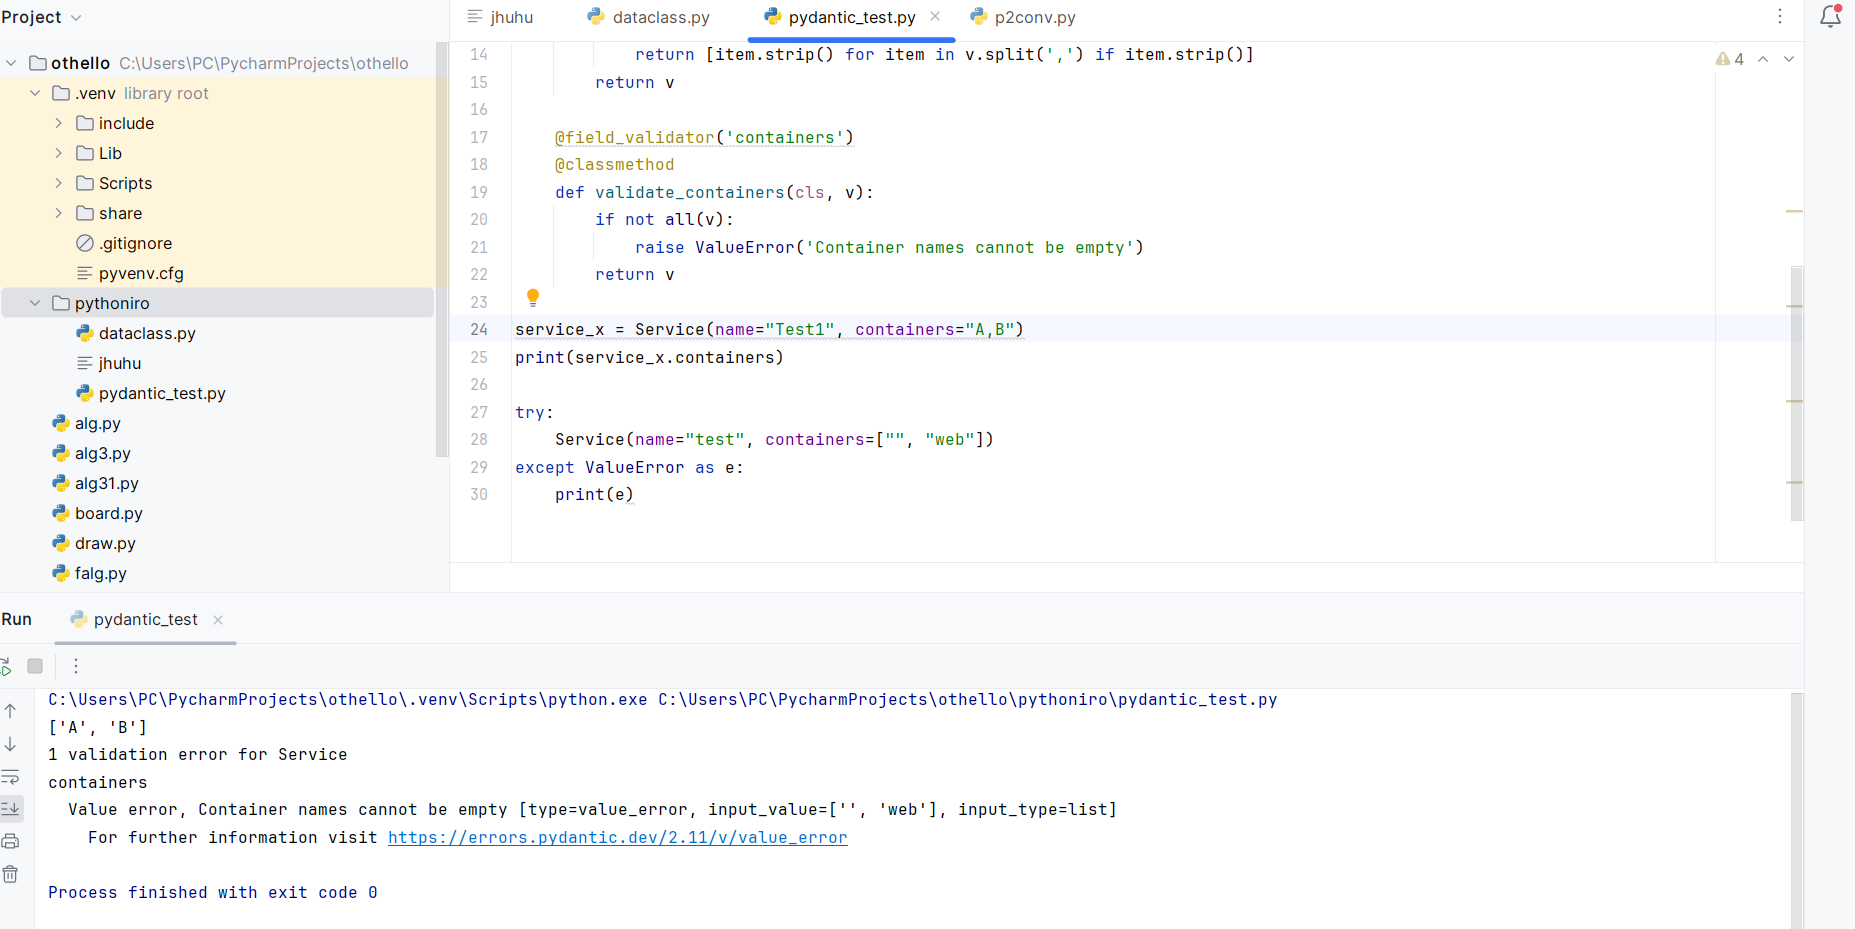 Project
jhuhu
dataclass.py
pydantic_test.py
p2conv.py
othello C:\Users\PC\PycharmProjects\othello
.venv library root
include
Lib
Scripts
share
.gitignore
pyvenv.cfg
pythoniro
dataclass.py
jhuhu
pydantic_test.py
alg.py
alg3.py
alg31.py
board.py
draw.py
falg.py
4
14 return [item.strip() for item in v.split(',') if item.strip()]
15 return v
16
17 @field_validator('containers')
18 @classmethod
19 def validate_containers(cls, v):
20 if not all(v):
21 raise ValueError('Container names cannot be empty')
22 return v
23
24 service_x = Service(name="Test1", containers="A,B")
25 print(service_x.containers)
26
27 try:
28 Service(name="test", containers=["", "web"])
29 except ValueError as e:
30 print(e)
Run
pydantic_test
C:\Users\PC\PycharmProjects\othello\.venv\Scripts\python.exe C:\Users\PC\PycharmProjects\othello\pythoniro\pydantic_test.py
['A', 'B']
1 validation error for Service
containers
Value error, Container names cannot be empty [type=value_error, input_value=['', 'web'], input_type=list]
For further information visit https://errors.pydantic.dev/2.11/v/value_error
Process finished with exit code 0